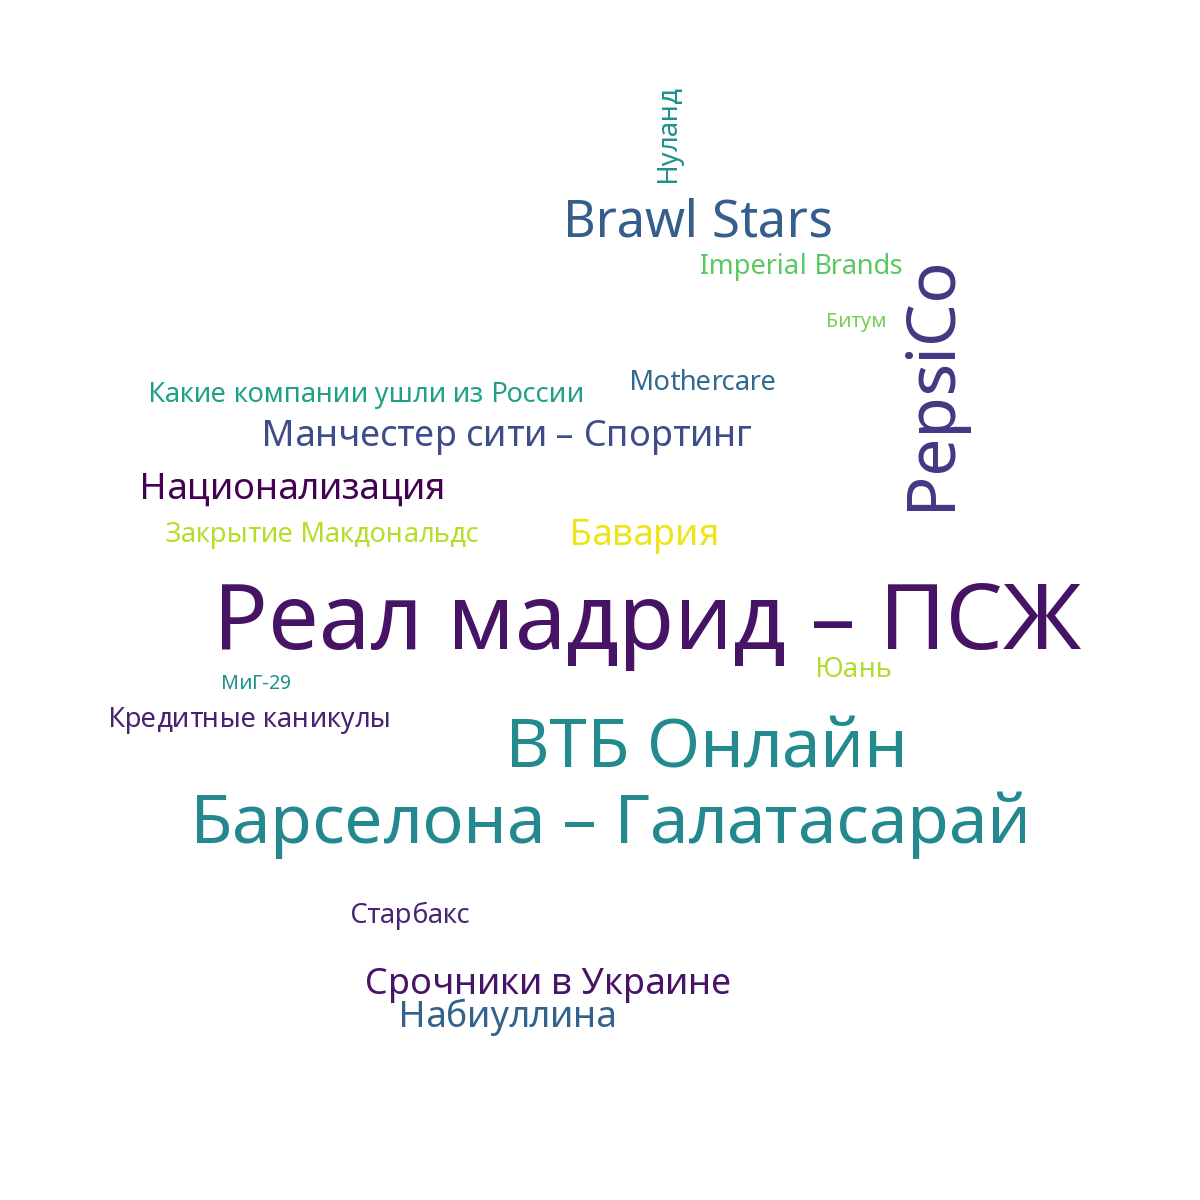 Нуланд
Brawl Stars
Imperial Brands
PepsiCo
Битум
Mothercare
Какие компании ушли из России
Манчестер сити – Спортинг
Национализация
Закрытие Макдональдс
Бавария
Реал мадрид – ПСЖ
Юань
МиГ-29
Кредитные каникулы
ВТБ Онлайн
Барселона – Галатасарай
Старбакс
Срочники в Украине
Набиуллина